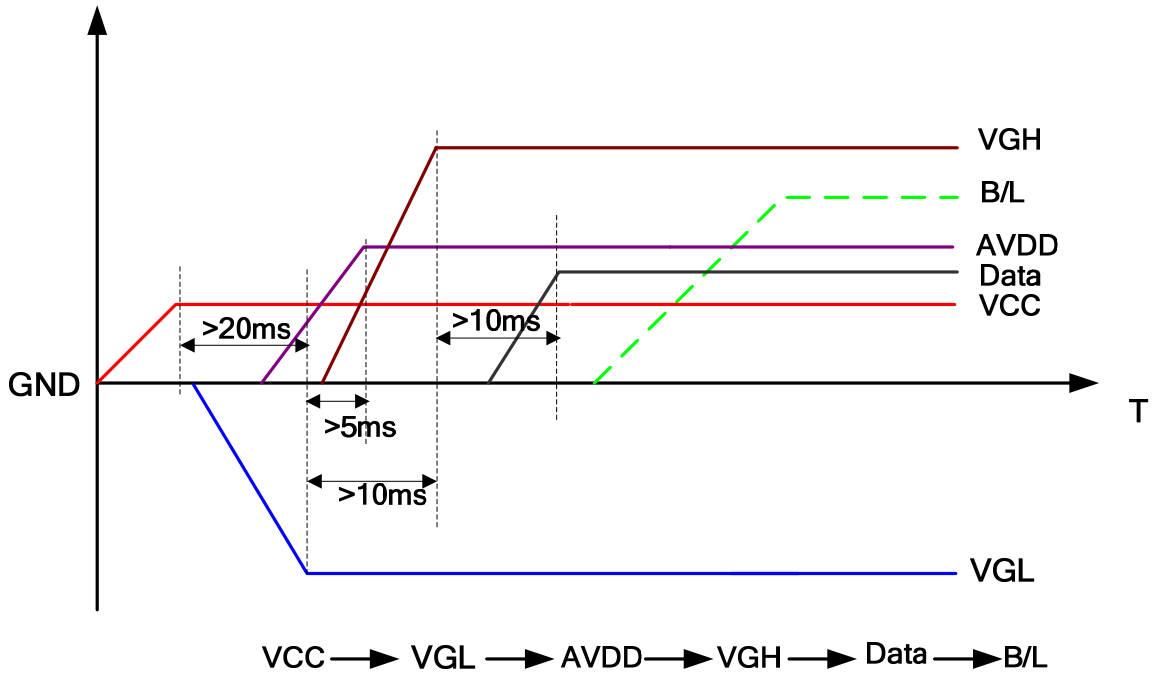 VGH
B/L
AVDD
Data
VCC
>20ms
>10ms
GND
T
>5ms
>10ms
VGL
VCC VGL AVDD VGH Data B/L